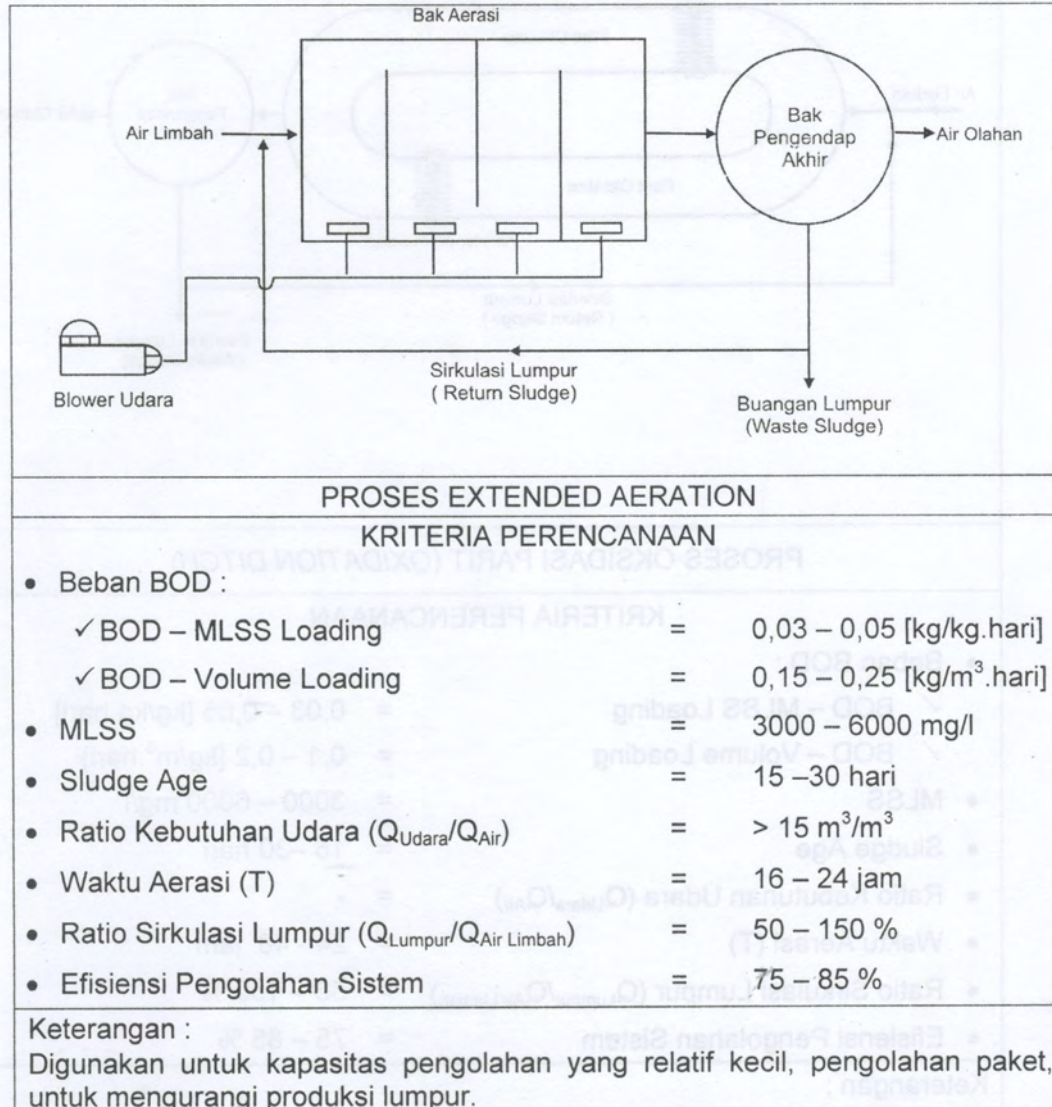 Bak Aerasi
Air Limbah
Bak
Pengendap
Akhir
Air Olahan
Blower Udara
Sirkulasi Lumpur
( Return Sludge)
Buangan Lumpur
(Waste Sludge)
PROSES EXTENDED AERATION
KRITERIA PERENCANAAN
• Beban BOD :
✓ BOD – MLSS Loading = 0,03 – 0,05 [kg/kg.hari]
✓ BOD – Volume Loading = 0,15 – 0,25 [kg/m³.hari]
• MLSS = 3000 – 6000 mg/l
• Sludge Age = 15 –30 hari
• Ratio Kebutuhan Udara (QUdara/QAir) = > 15 m³/m³
• Waktu Aerasi (T) = 16 – 24 jam
• Ratio Sirkulasi Lumpur (QLumpur/QAir Limbah) = 50 – 150 %
• Efisiensi Pengolahan Sistem = 75 – 85 %
Keterangan :
Digunakan untuk kapasitas pengolahan yang relatif kecil, pengolahan paket,
untuk mengurangi produksi lumpur.